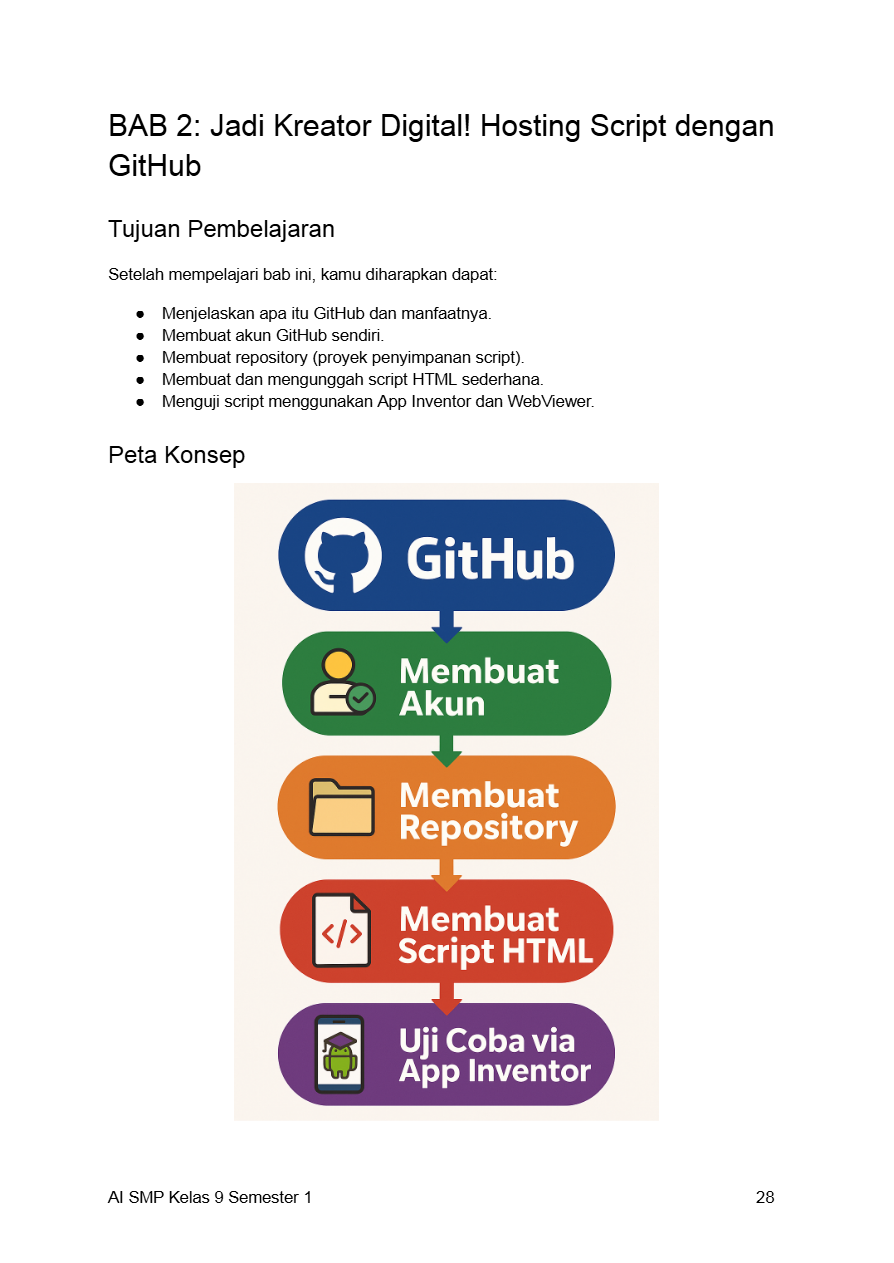 BAB 2: Jadi Kreator Digital! Hosting Script dengan
GitHub
Tujuan Pembelajaran
Setelah mempelajari bab ini, kamu diharapkan dapat:
● Menjelaskan apa itu GitHub dan manfaatnya.
● Membuat akun GitHub sendiri.
● Membuat repository (proyek penyimpanan script).
● Membuat dan mengunggah script HTML sederhana.
● Menguji script menggunakan App Inventor dan WebViewer.
Peta Konsep
GitHub
Membuat
Akun
Membuat
Repository
</>
Membuat
Script HTML
Uji Coba via
App Inventor
AI SMP Kelas 9 Semester 1 28